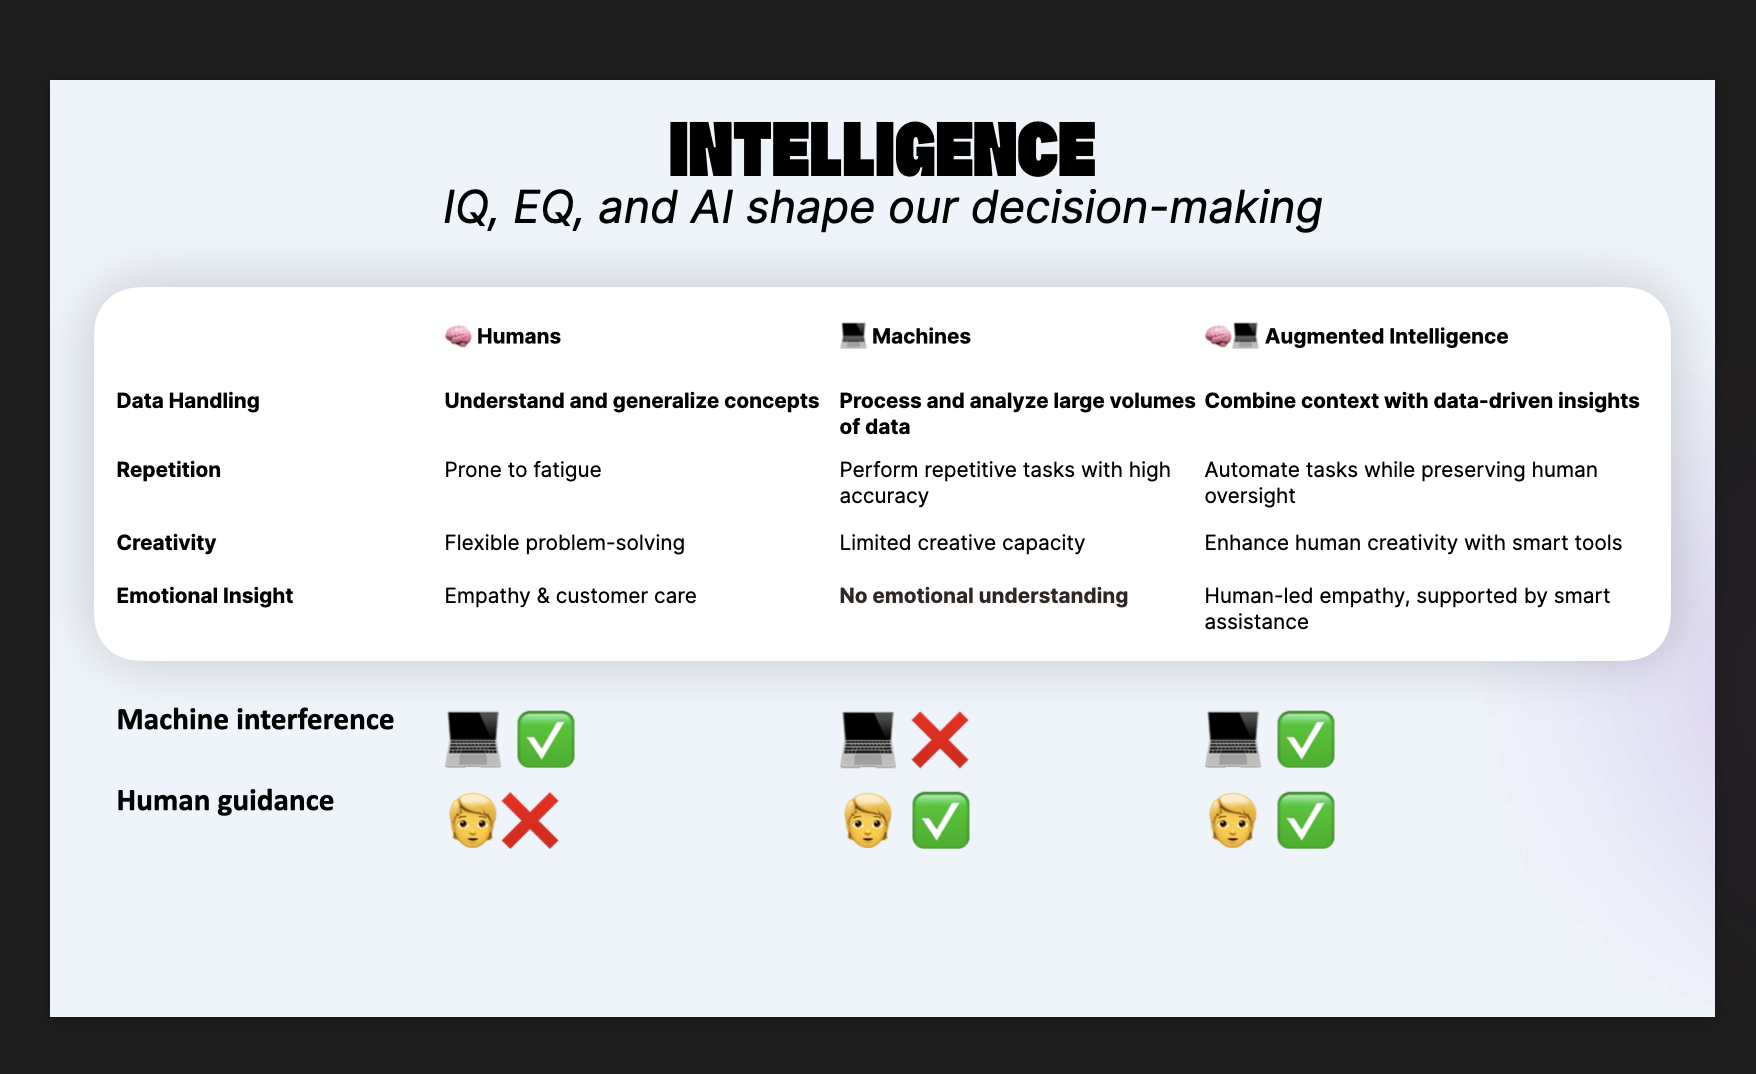 INTELLIGENCE
IQ, EQ, and AI shape our decision-making
🧠 Humans
💻 Machines
🧠💻 Augmented Intelligence
Data Handling
Understand and generalize concepts
Process and analyze large volumes
of data
Combine context with data-driven insights
Repetition
Prone to fatigue
Perform repetitive tasks with high
accuracy
Automate tasks while preserving human
oversight
Creativity
Flexible problem-solving
Limited creative capacity
Enhance human creativity with smart tools
Emotional Insight
Empathy & customer care
No emotional understanding
Human-led empathy, supported by smart
assistance
Machine interference
💻 ✅
💻 ❌
💻 ✅
Human guidance
🧑❌
🧑 ✅
🧑 ✅